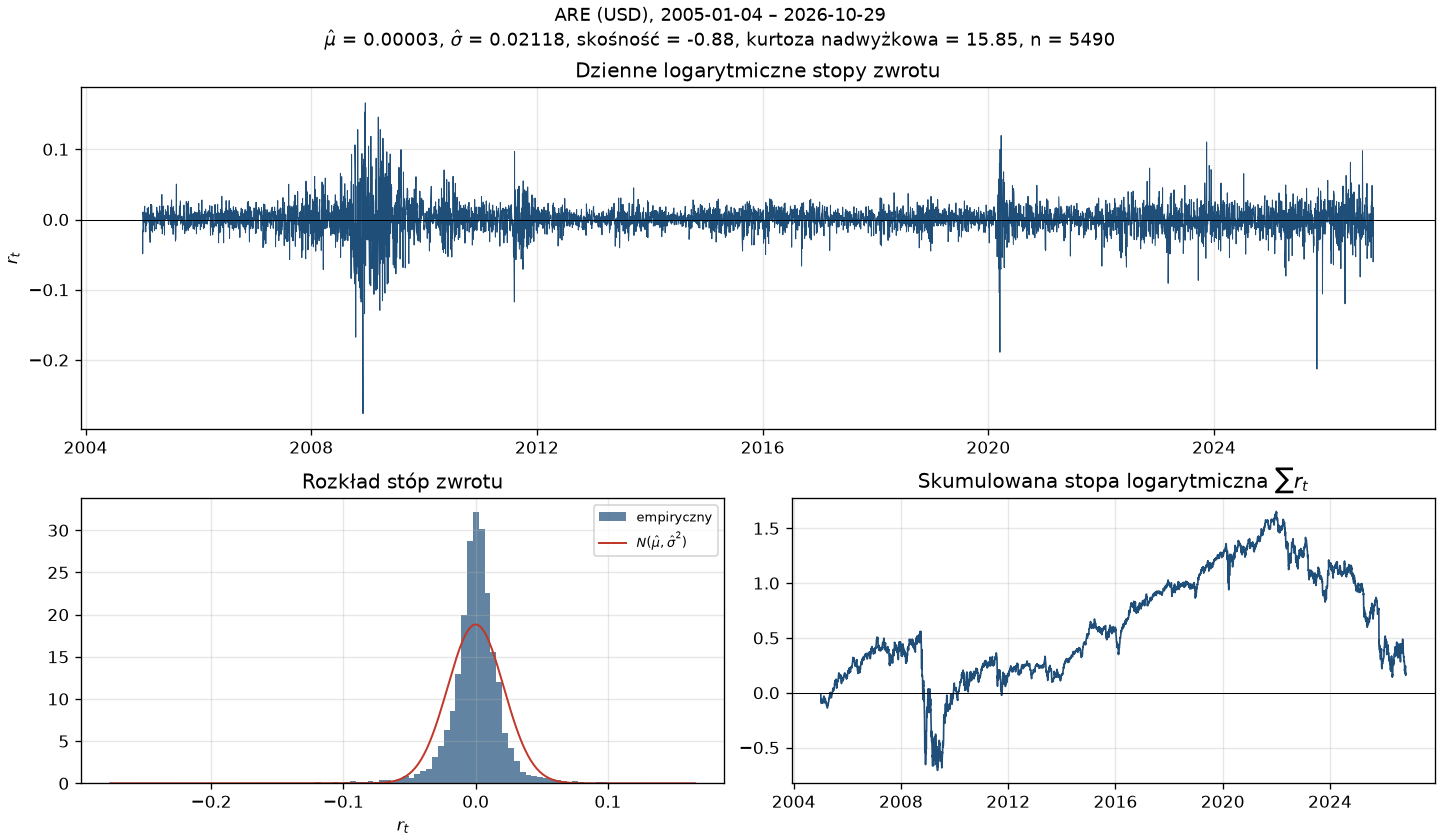 ARE (USD), 2005-01-04 – 2026-10-29
μ̂ = 0.00003, σ̂ = 0.02118, skośność = -0.88, kurtoza nadwyżkowa = 15.85, n = 5490
Dzienne logarytmiczne stopy zwrotu
r_t
0.1
0.0
−0.1
−0.2
2004 2008 2012 2016 2020 2024
Rozkład stóp zwrotu
empiryczny
N(μ̂, σ̂²)
30
25
20
15
10
5
0
−0.2 −0.1 0.0 0.1
r_t
Skumulowana stopa logarytmiczna ∑r_t
1.5
1.0
0.5
0.0
−0.5
2004 2008 2012 2016 2020 2024